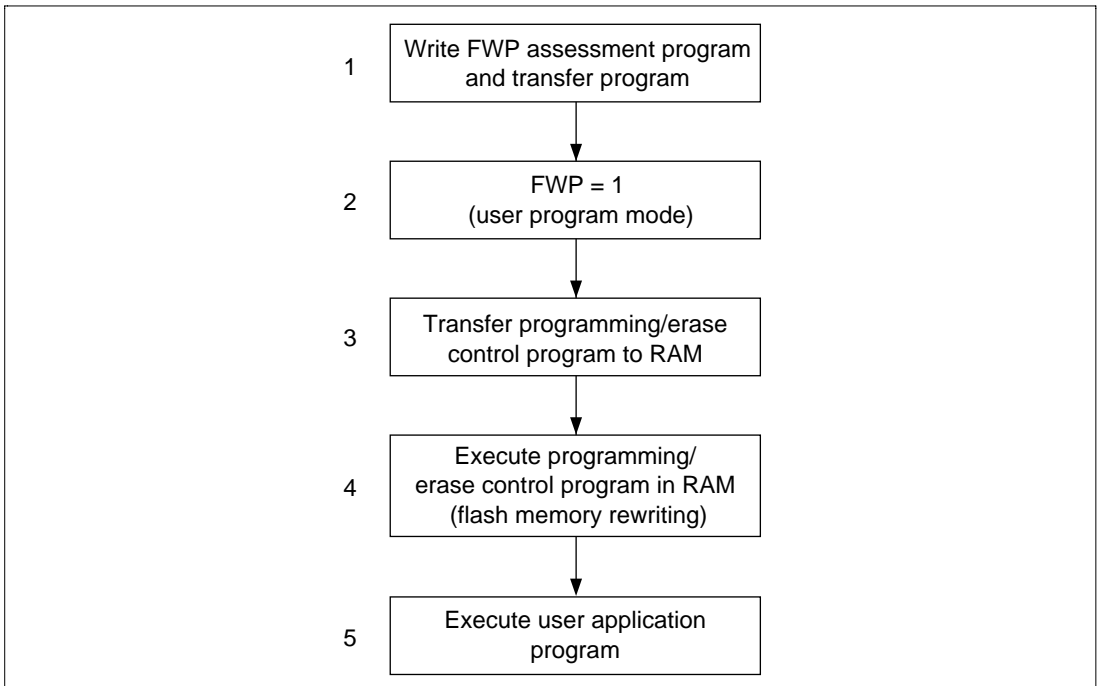 1
Write FWP assessment program
and transfer program
2
FWP = 1
(user program mode)
3
Transfer programming/erase
control program to RAM
4
Execute programming/
erase control program in RAM
(flash memory rewriting)
5
Execute user application
program